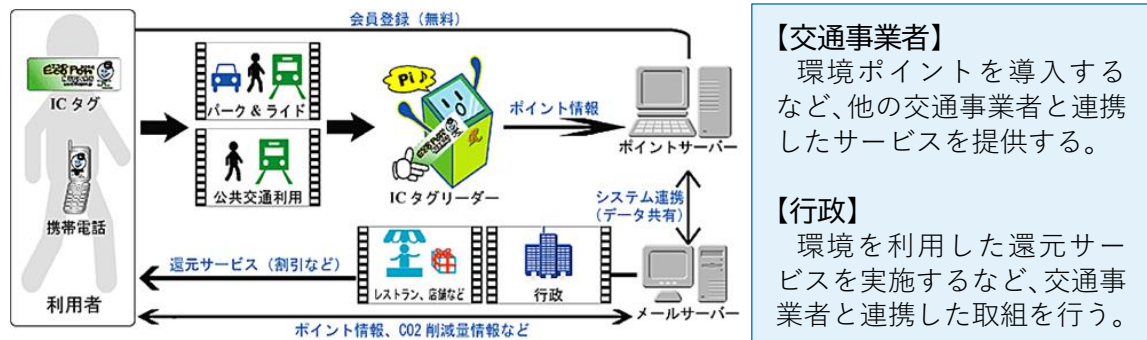 会員登録（無料）
EcoPon
ICタグ
携帯電話
利用者
パーク＆ライド
公共交通利用
Pi♪
ICタグリーダー
ポイント情報
ポイントサーバー
システム連携
（データ共有）
還元サービス（割引など）
レストラン、店舗など
行政
メールサーバー
ポイント情報、CO2削減量情報など
【交通事業者】
環境ポイントを導入する
など、他の交通事業者と連携
したサービスを提供する。
【行政】
環境を利用した還元サー
ビスを実施するなど、交通事
業者と連携した取組を行う。